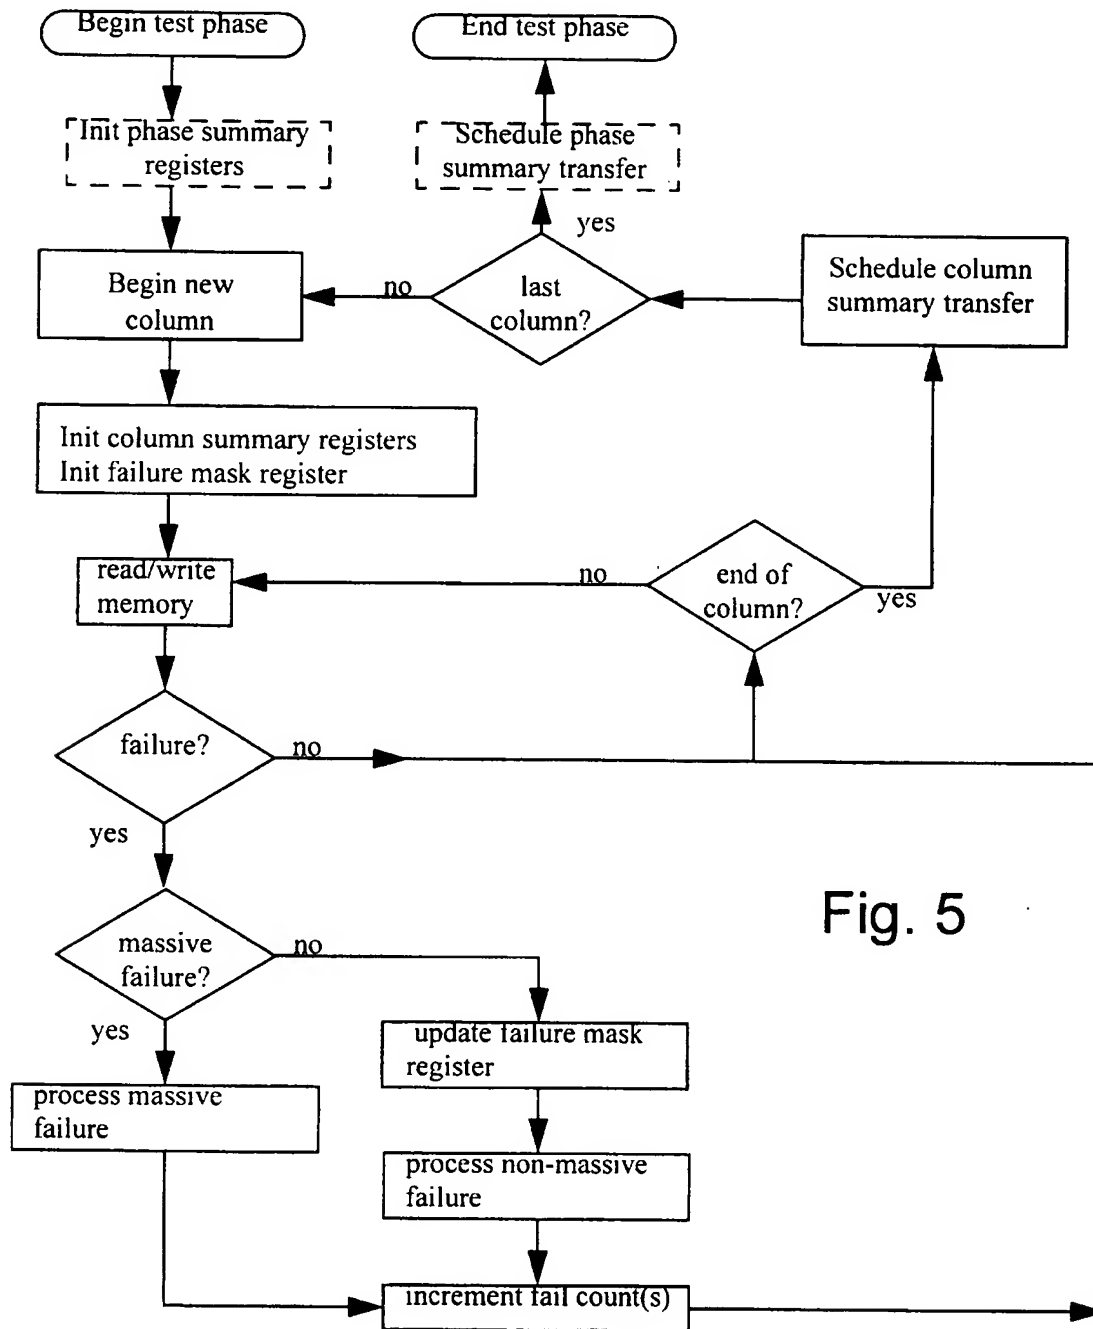 Begin test phase
End test phase
Init phase summary
registers
Schedule phase
summary transfer
yes
Begin new
column
no
last
column?
Schedule column
summary transfer
Init column summary registers
Init failure mask register
read/write
memory
no
end of
column?
yes
failure?
no
yes
massive
failure?
no
Fig. 5
yes
update failure mask
register
process massive
failure
process non-massive
failure
increment fail count(s)